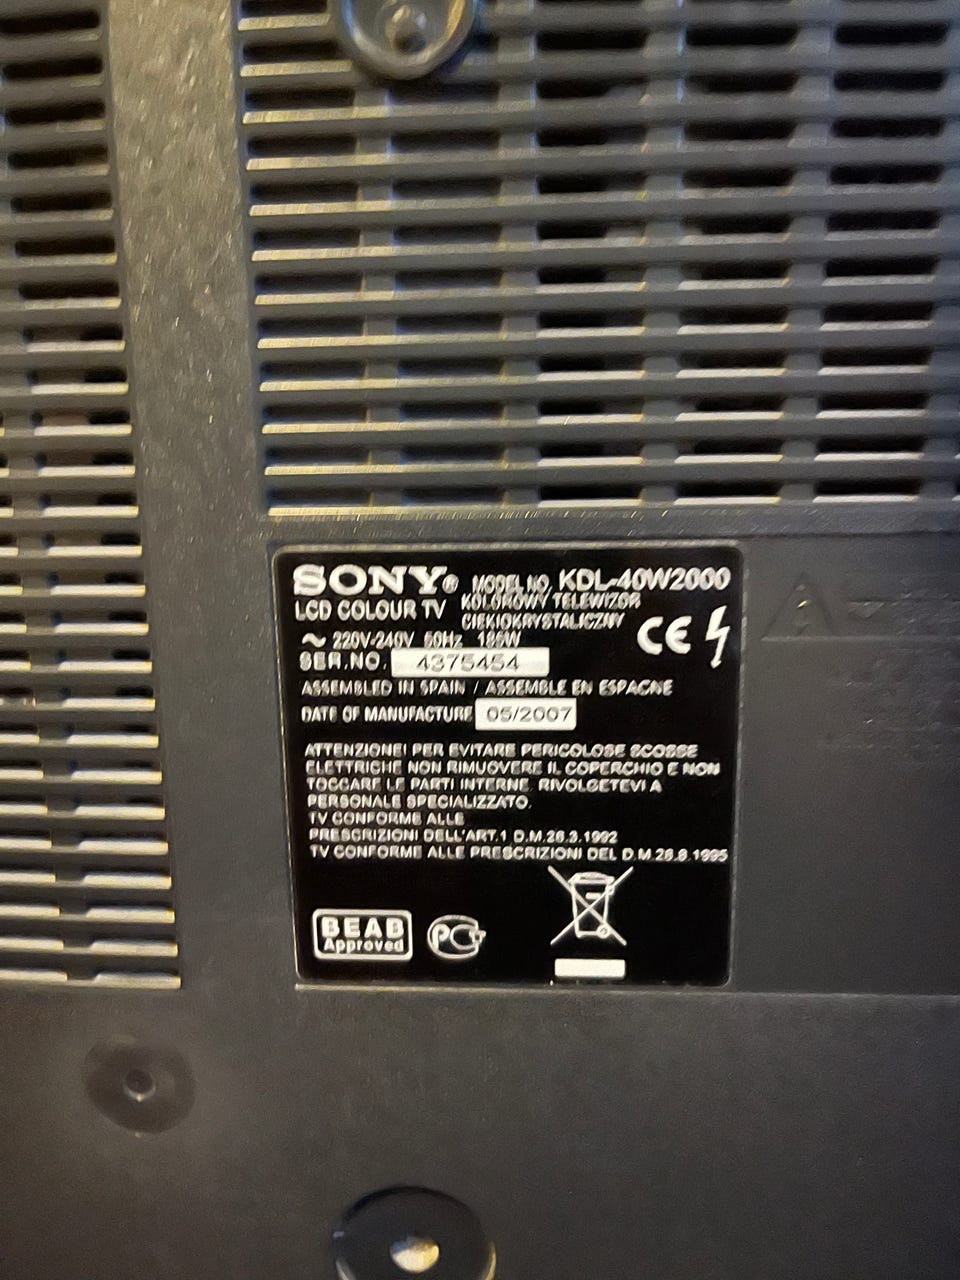 SONY® MODEL NO. KDL-40W2000
LCD COLOUR TV KOLOROWY TELEWIZOR
CIEKŁOKRYSTALICZNY
~ 220V-240V 50Hz
SER.NO. 4375454
ASSEMBLED IN SPAIN / ASSEMBLE EN ESPAGNE
DATE OF MANUFACTURE 05/2007
ATTENZIONE! PER EVITARE PERICOLOSE SCOSSE
ELETTRICHE NON RIMUOVERE IL COPERCHIO E NON
TOCCARE LE PARTI INTERNE. RIVOLGETEVI A
PERSONALE SPECIALIZZATO.
TV CONFORME ALLE
PRESCRIZIONI DELL'ART.1 D.M.26.3.1992
TV CONFORME ALLE PRESCRIZIONI DEL D.M.28.8.1995
CE
BEAB
Approved